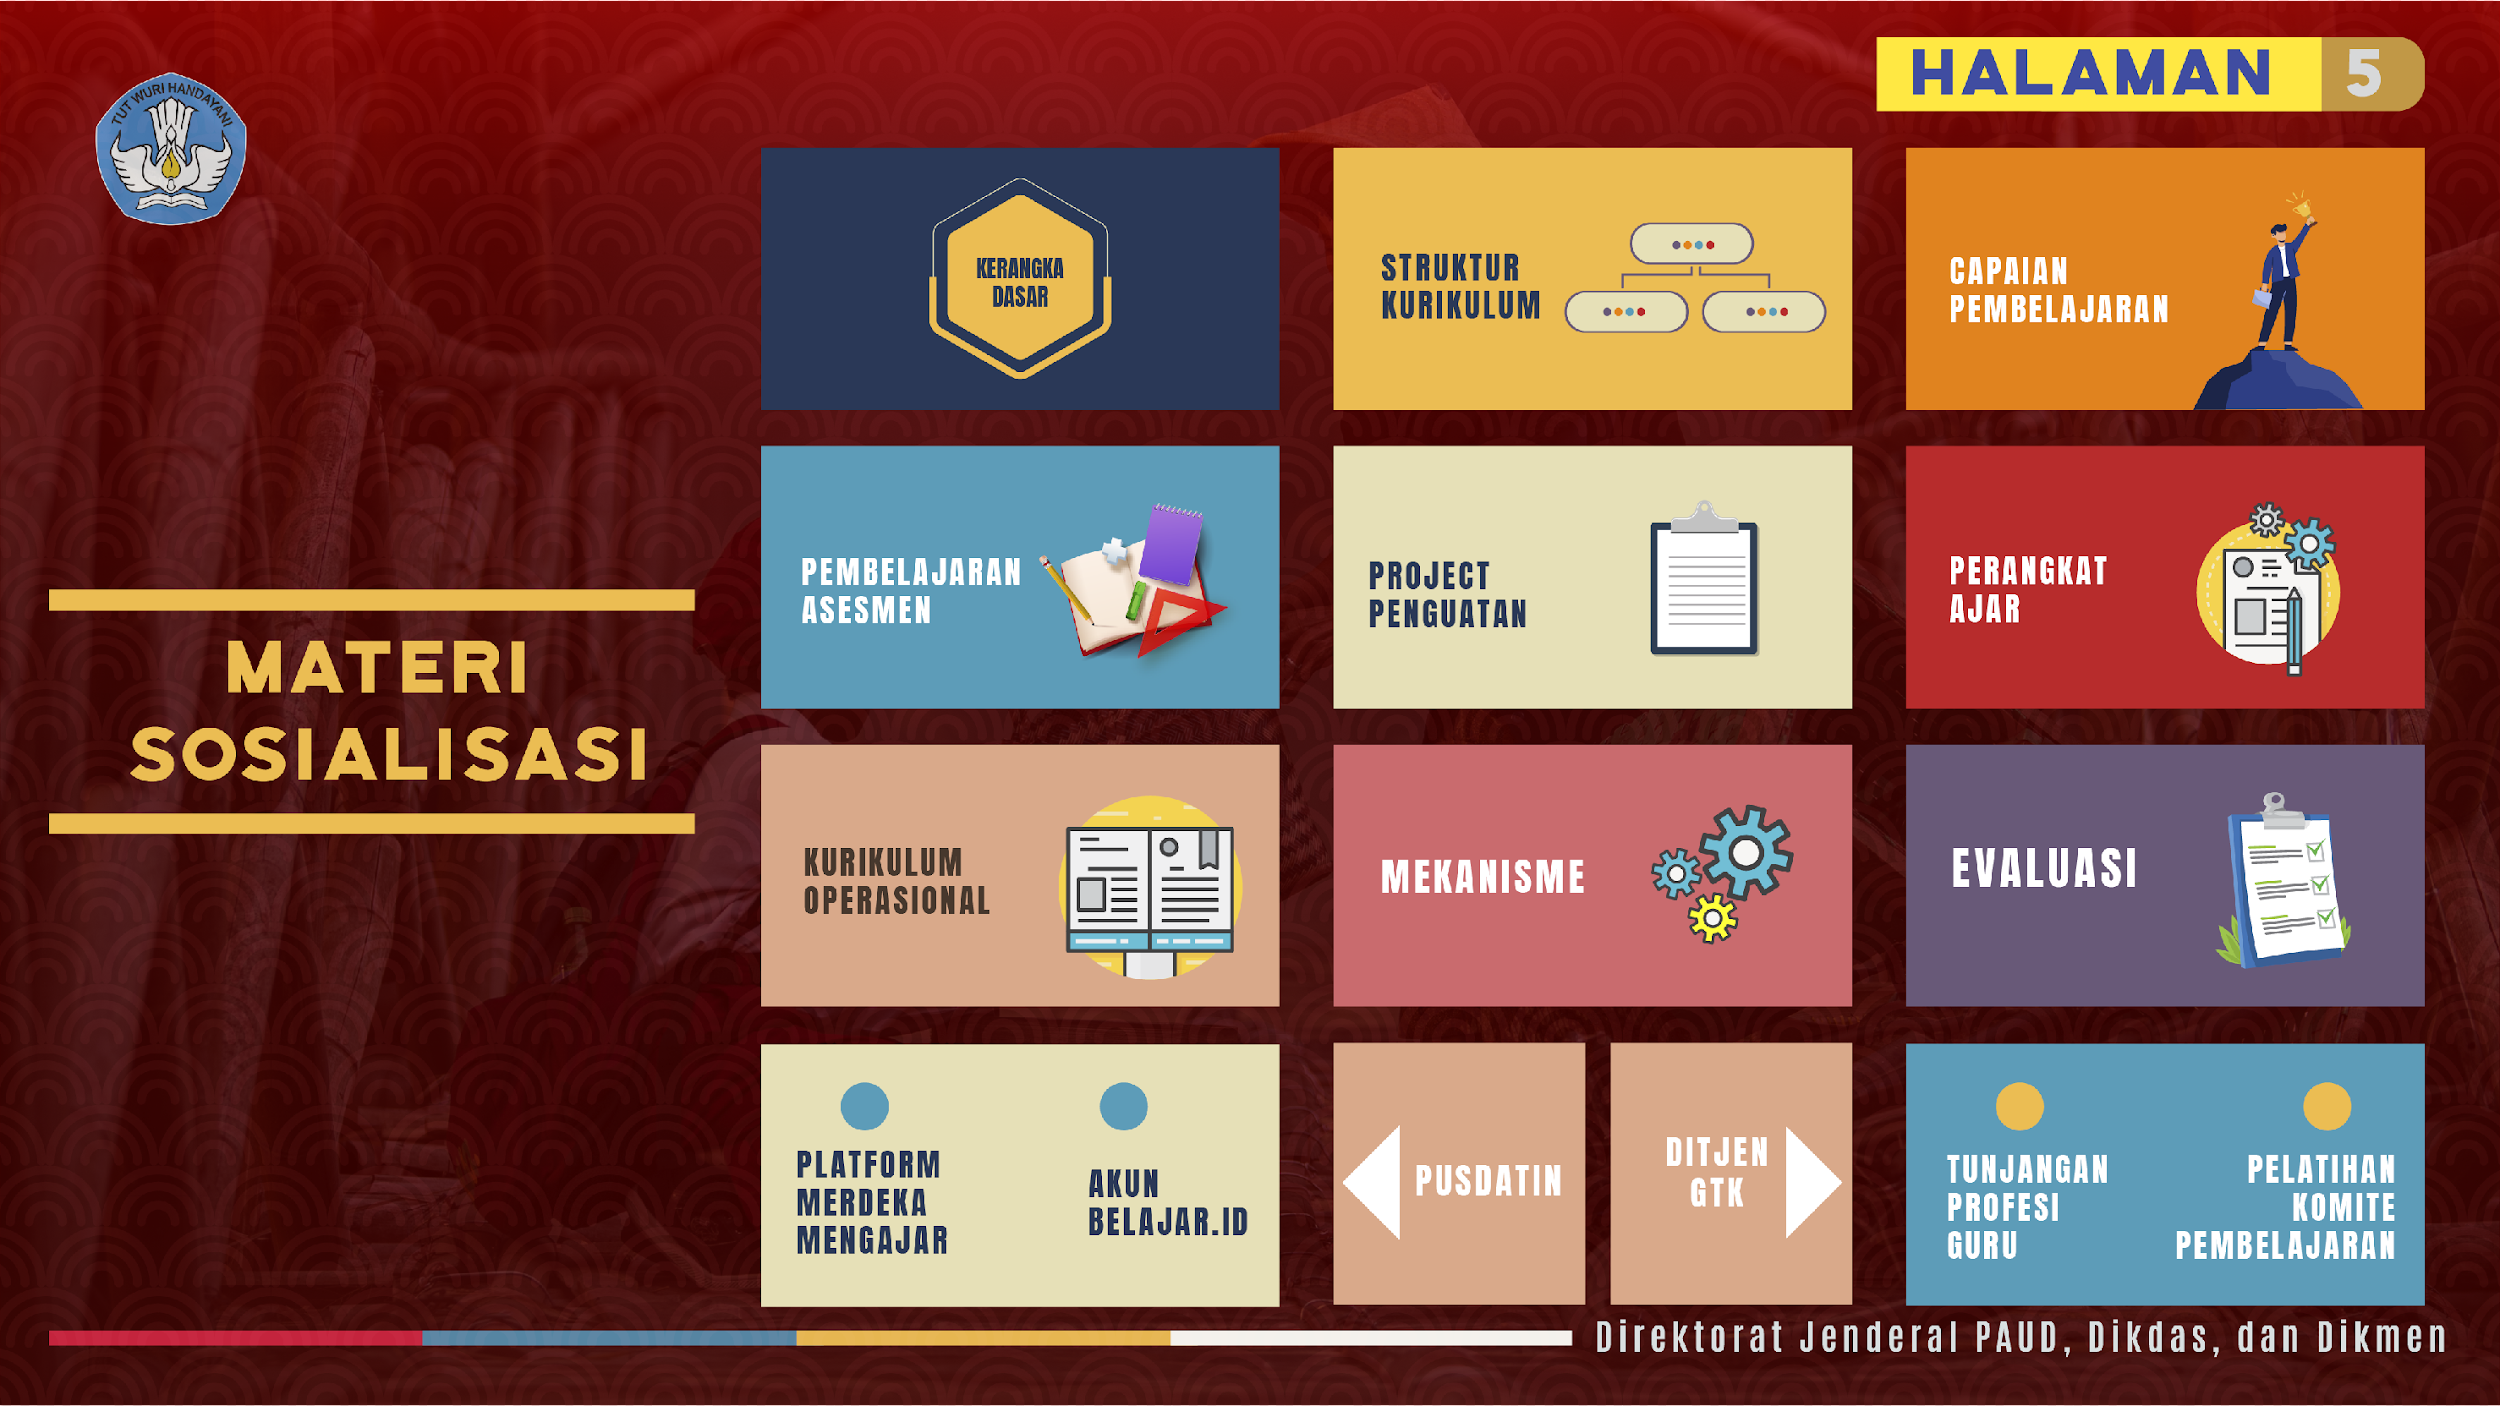 TUT WURI HANDAYANI
HALAMAN 5
MATERI
SOSIALISASI
KERANGKA
DASAR
STRUKTUR
KURIKULUM
CAPAIAN
PEMBELAJARAN
PEMBELAJARAN
ASESMEN
PROJECT
PENGUATAN
PERANGKAT
AJAR
KURIKULUM
OPERASIONAL
MEKANISME
EVALUASI
PLATFORM
MERDEKA
MENGAJAR
AKUN
BELAJAR.ID
PUSDATIN
DITJEN
GTK
TUNJANGAN
PROFESI
GURU
PELATIHAN
KOMITE
PEMBELAJARAN
Direktorat Jenderal PAUD, Dikdas, dan Dikmen